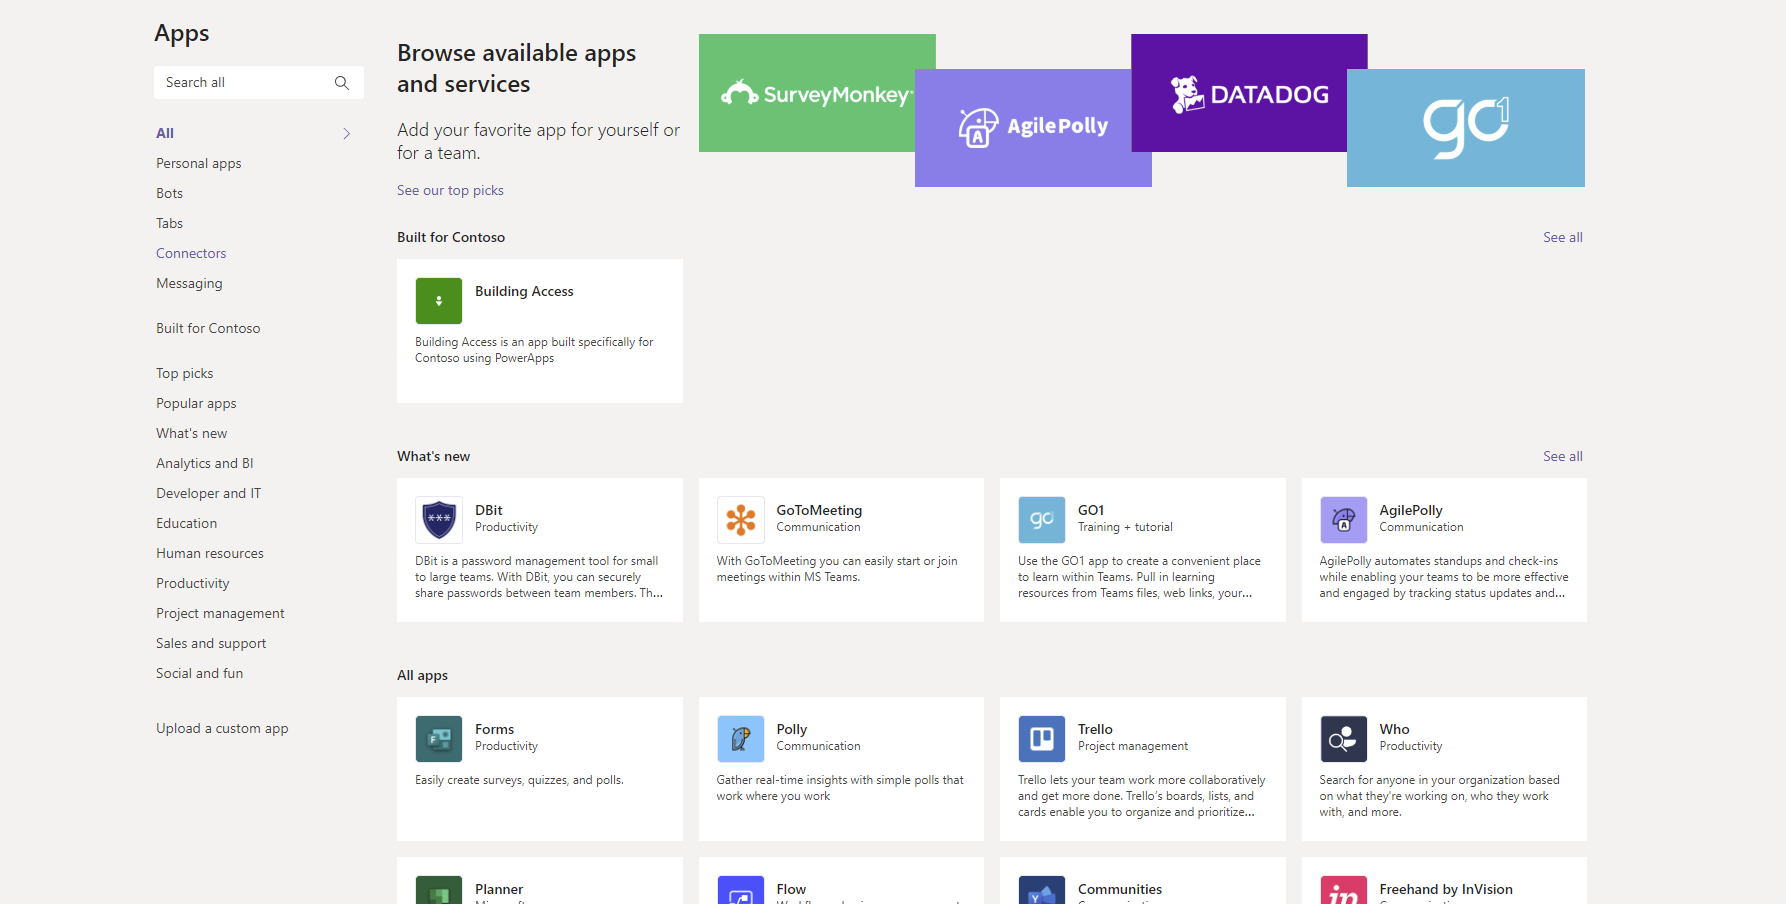 Apps
Search all
All
Personal apps
Bots
Tabs
Connectors
Messaging
Built for Contoso
Top picks
Popular apps
What's new
Analytics and BI
Developer and IT
Education
Human resources
Productivity
Project management
Sales and support
Social and fun
Upload a custom app
Browse available apps
and services
Add your favorite app for yourself or
for a team.
See our top picks
SurveyMonkey
AgilePolly
DATADOG
go1
Built for Contoso
See all
Building Access
Building Access is an app built specifically for
Contoso using PowerApps
What's new
See all
DBit
Productivity
DBit is a password management tool for small
to large teams. With DBit, you can securely
share passwords between team members. Th...
GoToMeeting
Communication
With GoToMeeting you can easily start or join
meetings within MS Teams.
go
GO1
Training + tutorial
Use the GO1 app to create a convenient place
to learn within Teams. Pull in learning
resources from Teams files, web links, your...
A
AgilePolly
Communication
AgilePolly automates standups and check-ins
while enabling your teams to be more effective
and engaged by tracking status updates and...
All apps
F
Forms
Productivity
Easily create surveys, quizzes, and polls.
Polly
Communication
Gather real-time insights with simple polls that
work where you work
Trello
Project management
Trello lets your team work more collaboratively
and get more done. Trello's boards, lists, and
cards enable you to organize and prioritize...
Who
Productivity
Search for anyone in your organization based
on what they're working on, who they work
with, and more.
Planner
Flow
Communities
in
Freehand by InVision